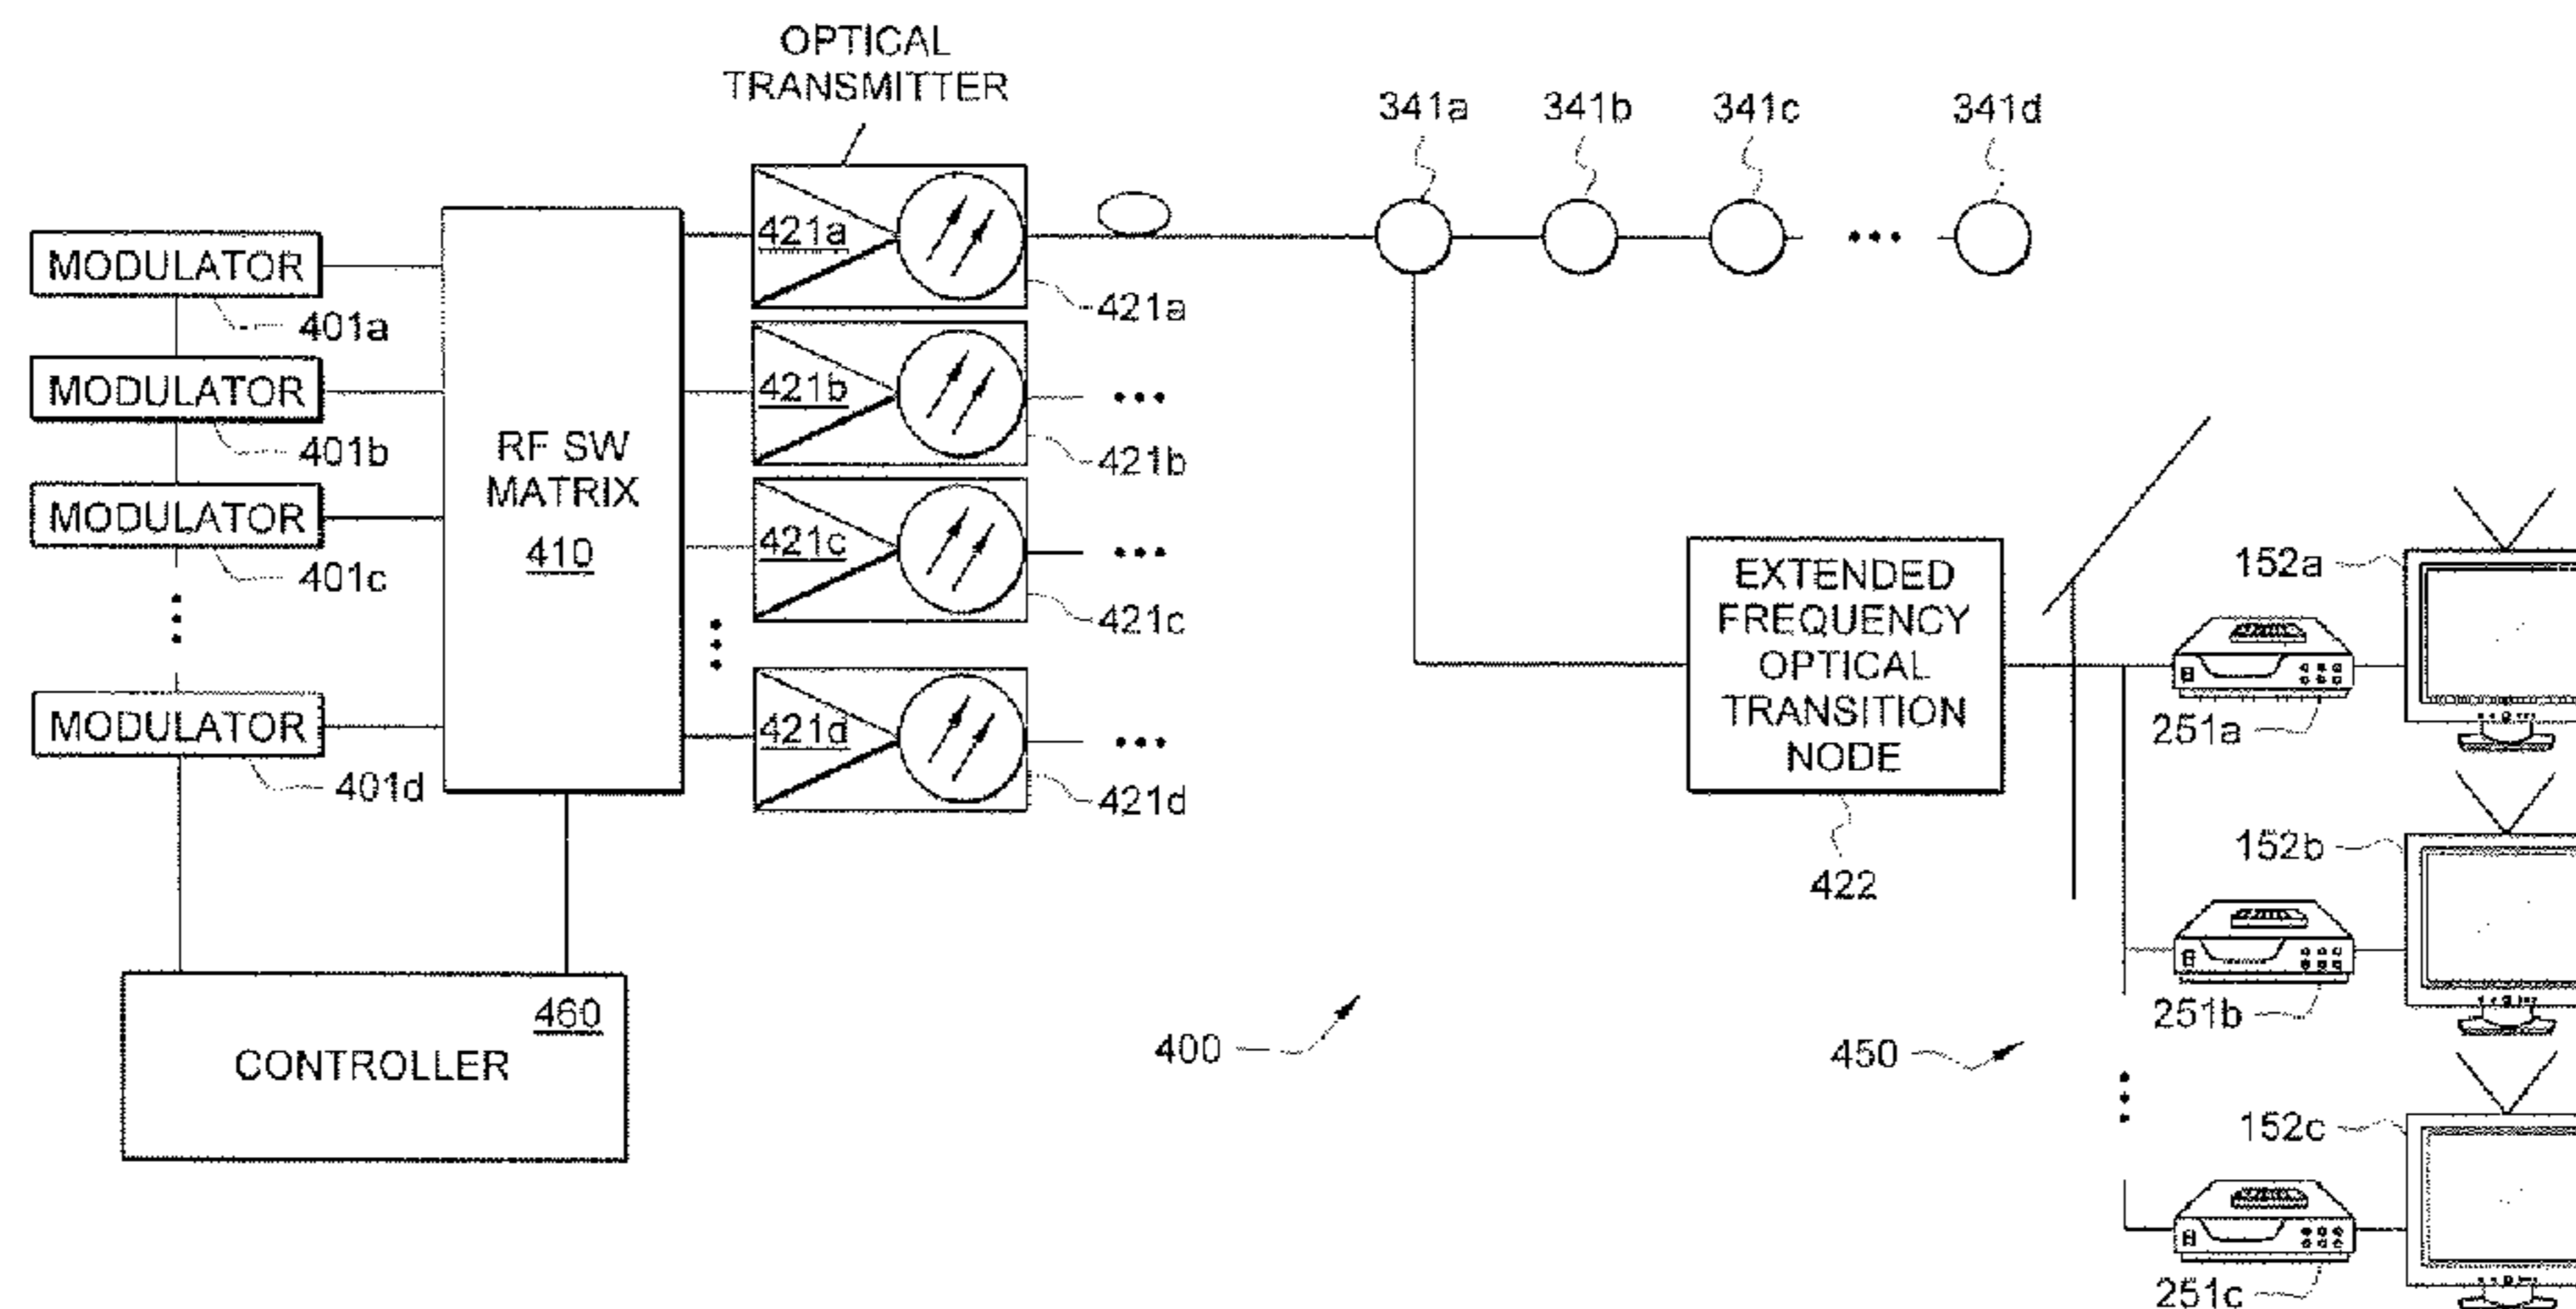 OPTICAL
TRANSMITTER
341a
341b
341c
341d
421a
421a
MODULATOR
401a
421b
421b
MODULATOR
401b
RF SW
MATRIX
410
421c
421c
MODULATOR
401c
421d
421d
MODULATOR
401d
EXTENDED
FREQUENCY
OPTICAL
TRANSITION
NODE
422
152a
251a
152b
251b
152c
251c
460
CONTROLLER
400
450